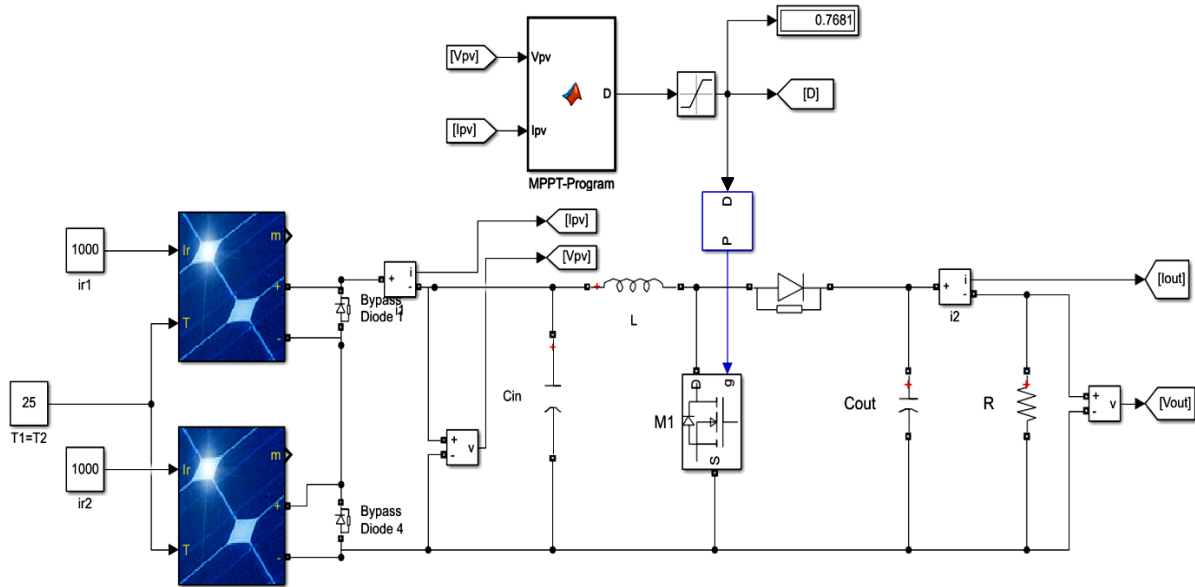 0.7681
[Vpv]
Vpv
D
[D]
[Ipv]
Ipv
MPPT-Program
D
P
1000
ir1
Ir
m
+
T
-
Bypass
Diode 1
+
i
-
i1
[Ipv]
[Vpv]
+
L
+
i
-
i2
[Iout]
25
T1=T2
+
Cin
+
-
v
D
g
S
M1
+
Cout
+
R
+
-
v
[Vout]
1000
ir2
Ir
m
+
T
-
Bypass
Diode 4